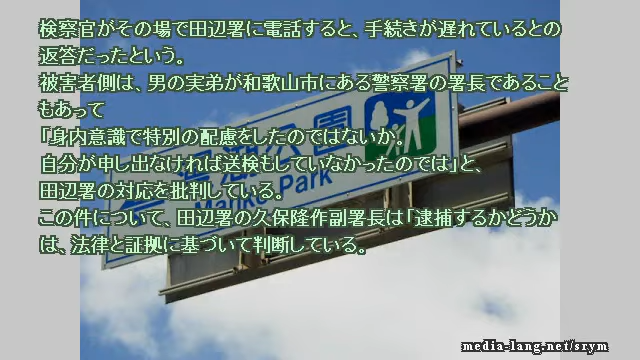 検察官がその場で田辺署に電話すると、手続きが遅れているとの
返答だったという。
被害者側は、男の実弟が和歌山市にある警察署の署長であること
もあって
「身内意識で特別の配慮をしたのではないか。
自分が申し出なければ送検もしていなかったのでは」と、
田辺署の対応を批判している。
この件について、田辺署の久保隆作副署長は「逮捕するかどうか
は、法律と証拠に基づいて判断している。
湖公園
Park
media-lang.net/srym